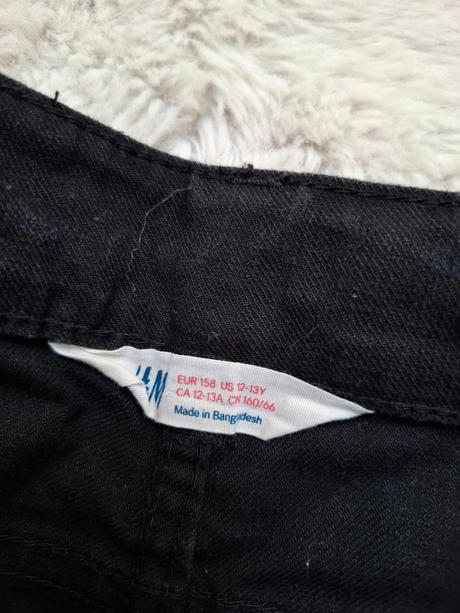 H&M
EUR 158 US 12-13Y
CA 12-13A CN 160/66
Made in Bangladesh